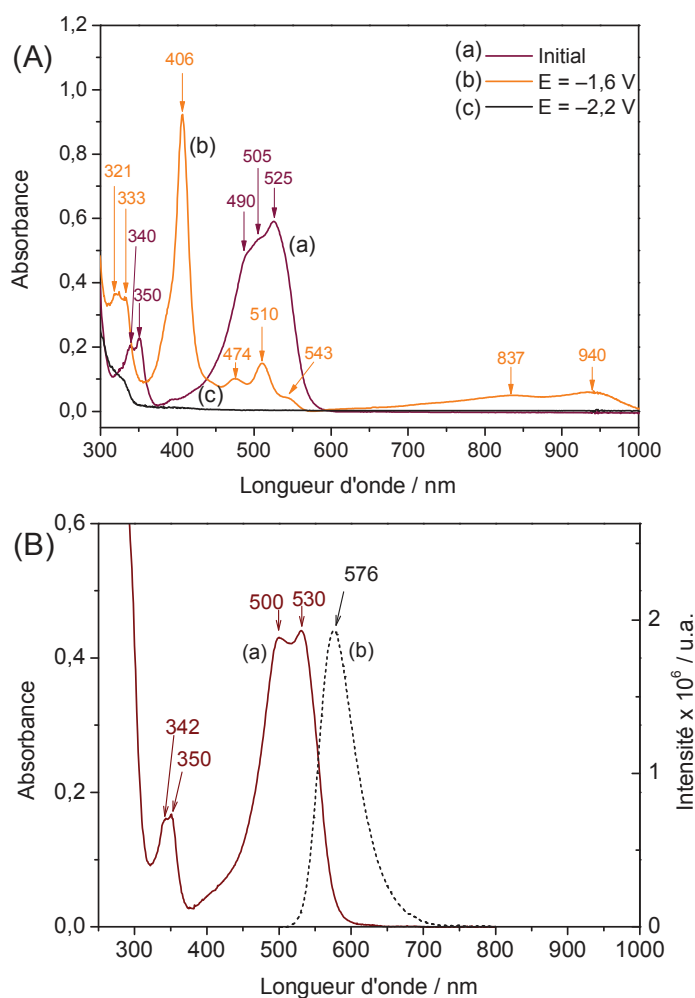 (A)
(a) Initial
(b) E = –1,6 V
(c) E = –2,2 V
406
(b)
505
321
525
490
333
340
(a)
350
510
474
543
837
940
(c)
1,2
1,0
0,8
0,6
0,4
0,2
0,0
Absorbance
300 400 500 600 700 800 900 1000
Longueur d'onde / nm
(B)
576
500 530
(a)
(b)
342
350
0,6
0,4
0,2
0,0
Absorbance
2
1
0
Intensité x 10⁶ / u.a.
300 400 500 600 700 800 900 1000
Longueur d'onde / nm